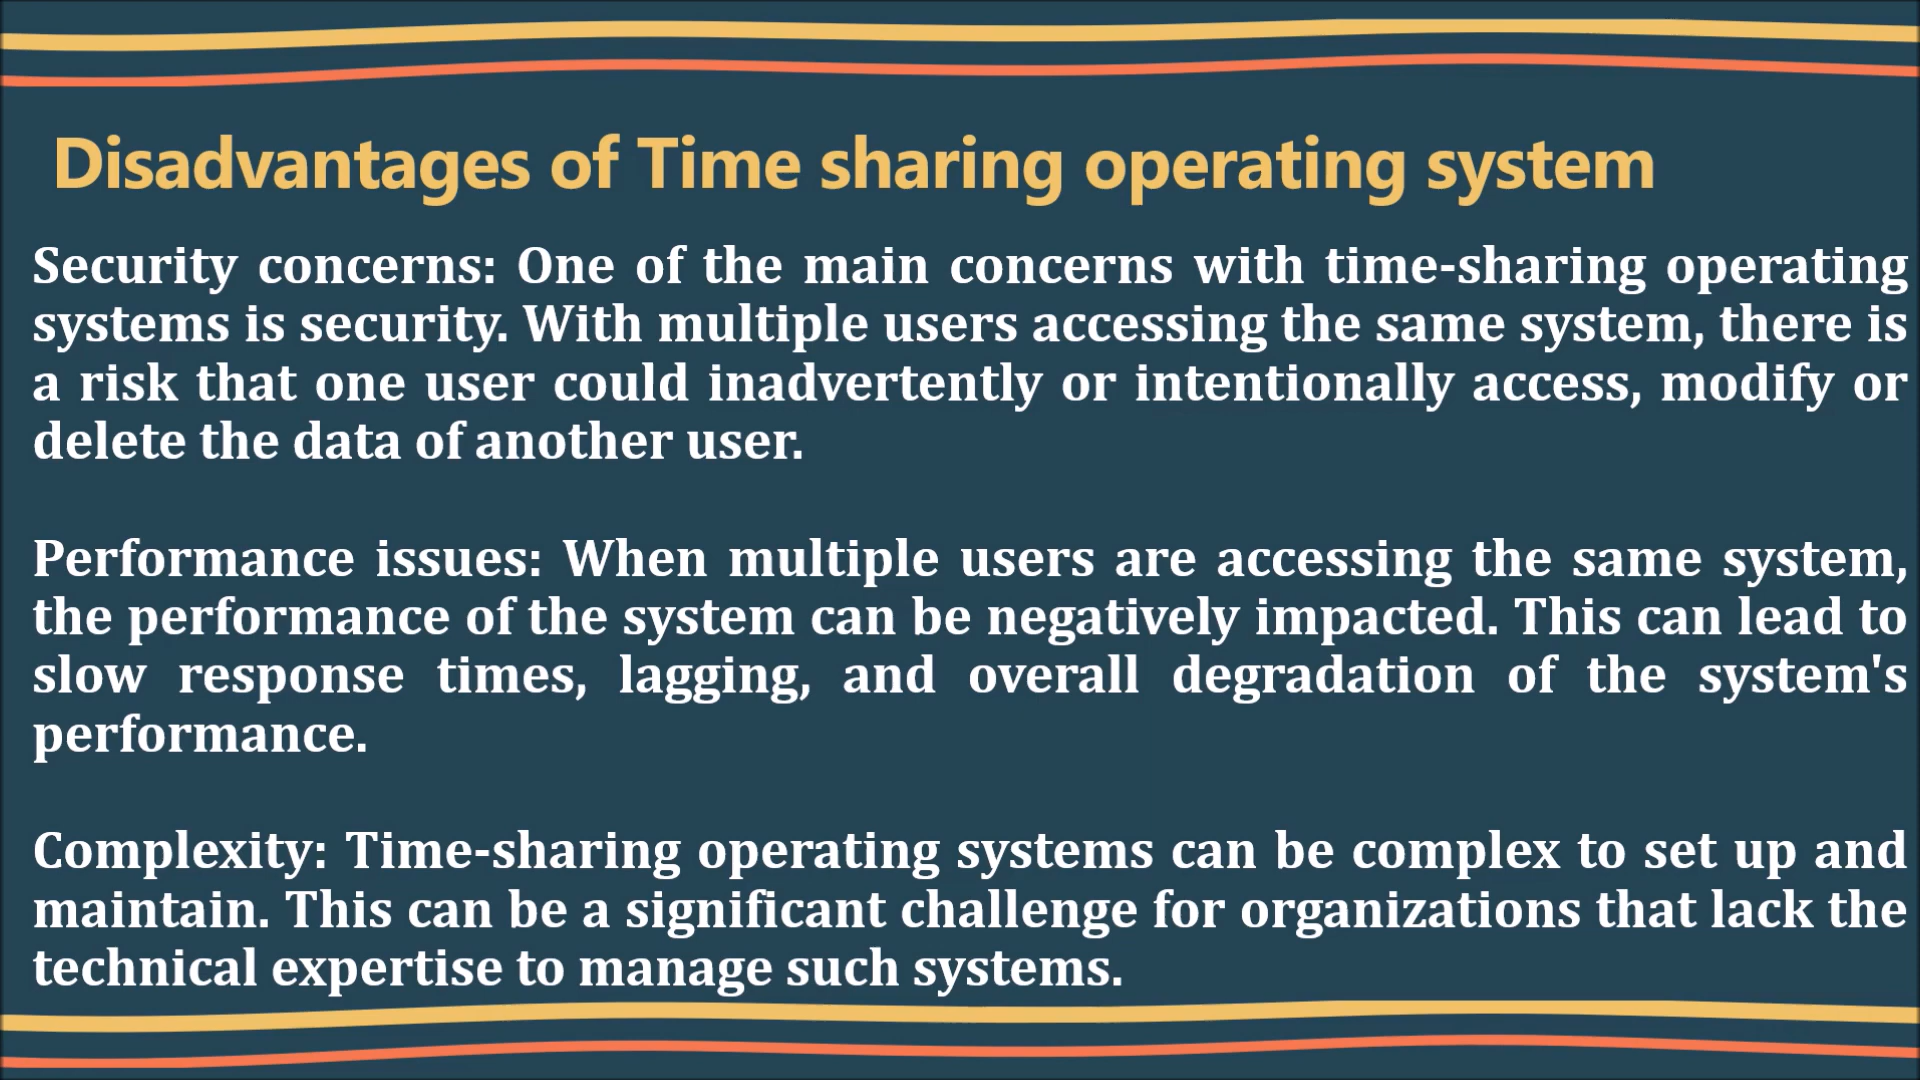 Disadvantages of Time sharing operating system
Security concerns: One of the main concerns with time-sharing operating
systems is security. With multiple users accessing the same system, there is
a risk that one user could inadvertently or intentionally access, modify or
delete the data of another user.
Performance issues: When multiple users are accessing the same system,
the performance of the system can be negatively impacted. This can lead to
slow response times, lagging, and overall degradation of the system's
performance.
Complexity: Time-sharing operating systems can be complex to set up and
maintain. This can be a significant challenge for organizations that lack the
technical expertise to manage such systems.